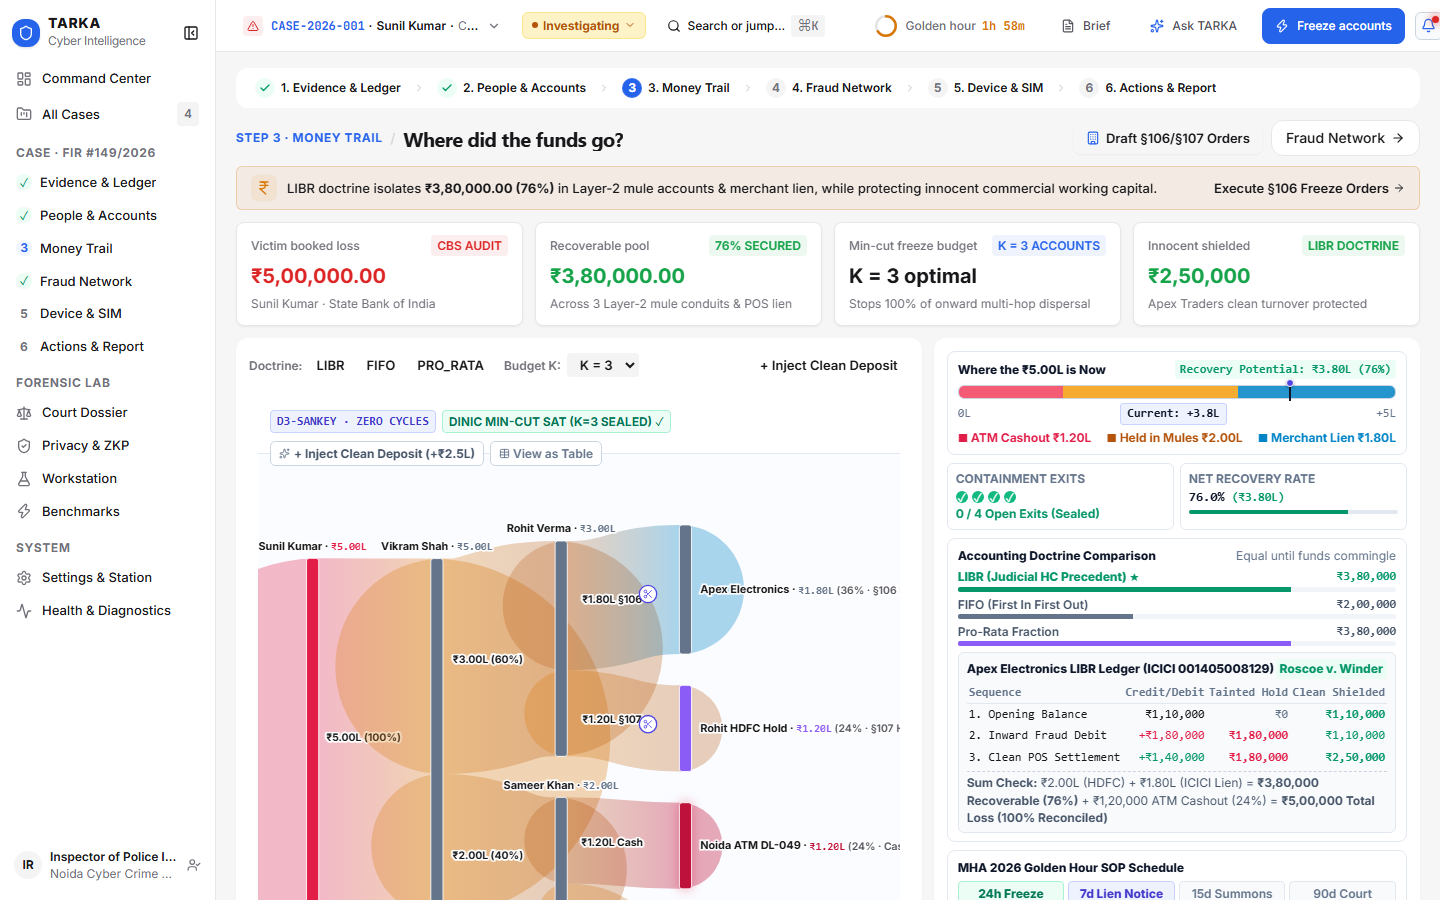 TARKA
Cyber Intelligence
Command Center
All Cases 4
CASE · FIR #149/2026
✓ Evidence & Ledger
✓ People & Accounts
3 Money Trail
✓ Fraud Network
5 Device & SIM
6 Actions & Report
FORENSIC LAB
Court Dossier
Privacy & ZKP
Workstation
Benchmarks
SYSTEM
Settings & Station
Health & Diagnostics
IR Inspector of Police I...
Noida Cyber Crime ...
CASE-2026-001 · Sunil Kumar · C... Investigating Search or jump... ⌘K Golden hour 1h 58m Brief Ask TARKA Freeze accounts
✓ 1. Evidence & Ledger ✓ 2. People & Accounts 3 3. Money Trail 4 4. Fraud Network 5 5. Device & SIM 6 6. Actions & Report
STEP 3 · MONEY TRAIL / Where did the funds go? Draft §106/§107 Orders Fraud Network →
₹ LIBR doctrine isolates ₹3,80,000.00 (76%) in Layer-2 mule accounts & merchant lien, while protecting innocent commercial working capital. Execute §106 Freeze Orders →
Victim booked loss CBS AUDIT
₹5,00,000.00
Sunil Kumar · State Bank of India
Recoverable pool 76% SECURED
₹3,80,000.00
Across 3 Layer-2 mule conduits & POS lien
Min-cut freeze budget K = 3 ACCOUNTS
K = 3 optimal
Stops 100% of onward multi-hop dispersal
Innocent shielded LIBR DOCTRINE
₹2,50,000
Apex Traders clean turnover protected
Doctrine: LIBR FIFO PRO_RATA Budget K: K = 3 + Inject Clean Deposit
D3-SANKEY · ZERO CYCLES DINIC MIN-CUT SAT (K=3 SEALED) ✓
+ Inject Clean Deposit (+₹2.5L) View as Table
Rohit Verma · ₹3.00L
Sunil Kumar · ₹5.00L Vikram Shah · ₹5.00L
Apex Electronics · ₹1.80L (36% · §106
₹1.80L §106
₹3.00L (60%)
₹1.20L §107
Rohit HDFC Hold · ₹1.20L (24% · §107 H
₹5.00L (100%)
Sameer Khan · ₹2.00L
₹1.20L Cash
Noida ATM DL-049 · ₹1.20L (24% · Cas
₹2.00L (40%)
Where the ₹5.00L is Now Recovery Potential: ₹3.80L (76%)
0L Current: +3.8L +5L
ATM Cashout ₹1.20L Held in Mules ₹2.00L Merchant Lien ₹1.80L
CONTAINMENT EXITS
✓ ✓ ✓ ✓
0 / 4 Open Exits (Sealed)
NET RECOVERY RATE
76.0% (₹3.80L)
Accounting Doctrine Comparison Equal until funds commingle
LIBR (Judicial HC Precedent) ★ ₹3,80,000
FIFO (First In First Out) ₹2,00,000
Pro-Rata Fraction ₹3,80,000
Apex Electronics LIBR Ledger (ICICI 001405008129) Roscoe v. Winder
Sequence Credit/Debit Tainted Hold Clean Shielded
1. Opening Balance ₹1,10,000 ₹0 ₹1,10,000
2. Inward Fraud Debit +₹1,80,000 ₹1,80,000 ₹1,10,000
3. Clean POS Settlement +₹1,40,000 ₹1,80,000 ₹2,50,000
Sum Check: ₹2.00L (HDFC) + ₹1.80L (ICICI Lien) = ₹3,80,000
Recoverable (76%) + ₹1,20,000 ATM Cashout (24%) = ₹5,00,000 Total
Loss (100% Reconciled)
MHA 2026 Golden Hour SOP Schedule
24h Freeze 7d Lien Notice 15d Summons 90d Court